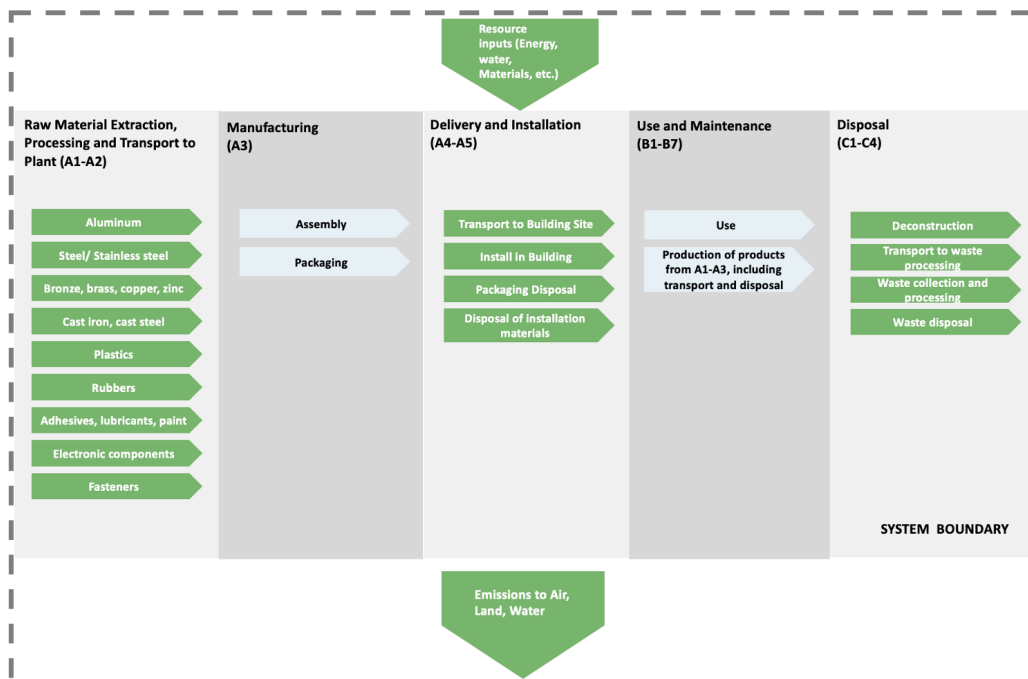 Resource
inputs (Energy,
water,
Materials, etc.)
Raw Material Extraction,
Processing and Transport to
Plant (A1-A2)
Aluminum
Steel/ Stainless steel
Bronze, brass, copper, zinc
Cast iron, cast steel
Plastics
Rubbers
Adhesives, lubricants, paint
Electronic components
Fasteners
Manufacturing
(A3)
Assembly
Packaging
Delivery and Installation
(A4-A5)
Transport to Building Site
Install in Building
Packaging Disposal
Disposal of installation
materials
Use and Maintenance
(B1-B7)
Use
Production of products
from A1-A3, including
transport and disposal
Disposal
(C1-C4)
Deconstruction
Transport to waste
processing
Waste collection and
processing
Waste disposal
SYSTEM BOUNDARY
Emissions to Air,
Land, Water